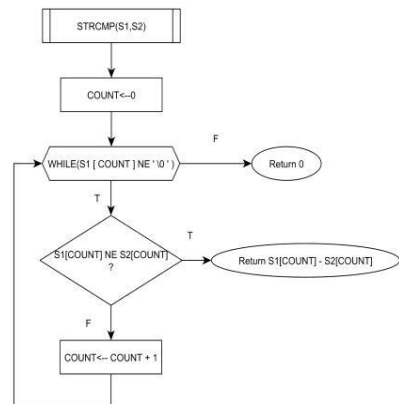 STRCMP(S1,S2)
COUNT<--0
WHILE(S1 [ COUNT ] NE ' \0 ' )
F
Return 0
T
S1[COUNT] NE S2[COUNT]
?
T
Return S1[COUNT] - S2[COUNT]
F
COUNT<-- COUNT + 1